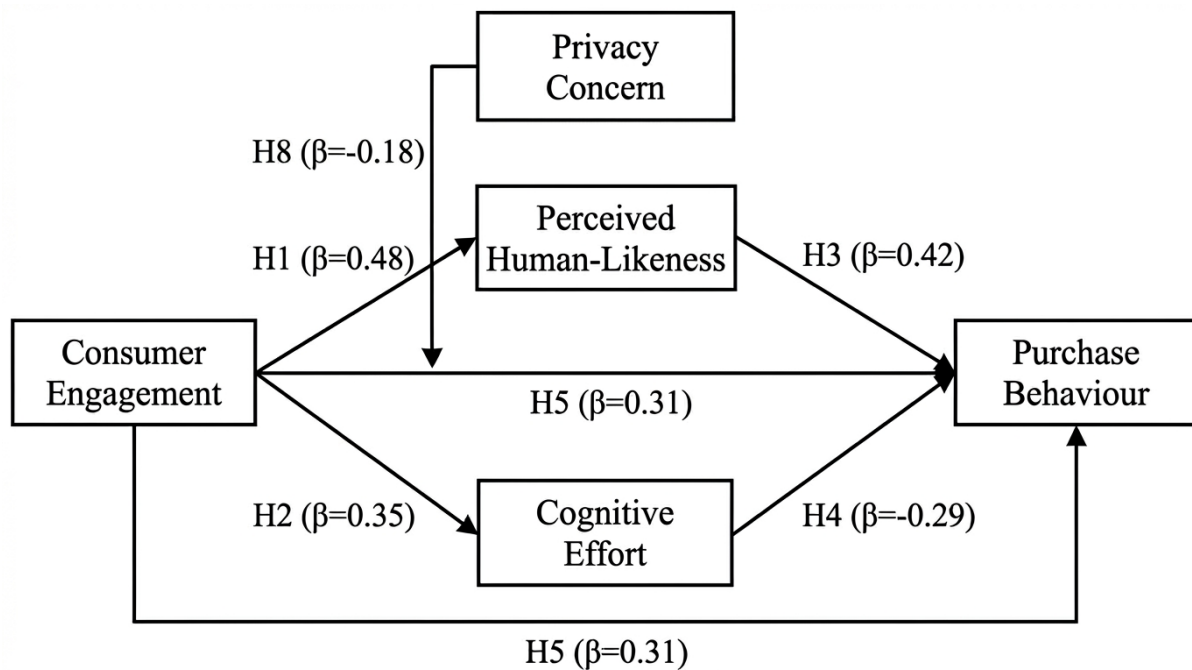 Privacy
Concern
H8 (β=-0.18)
Perceived
Human-Likeness
H1 (β=0.48)
H3 (β=0.42)
Consumer
Engagement
Purchase
Behaviour
H5 (β=0.31)
H2 (β=0.35)
Cognitive
Effort
H4 (β=-0.29)
H5 (β=0.31)